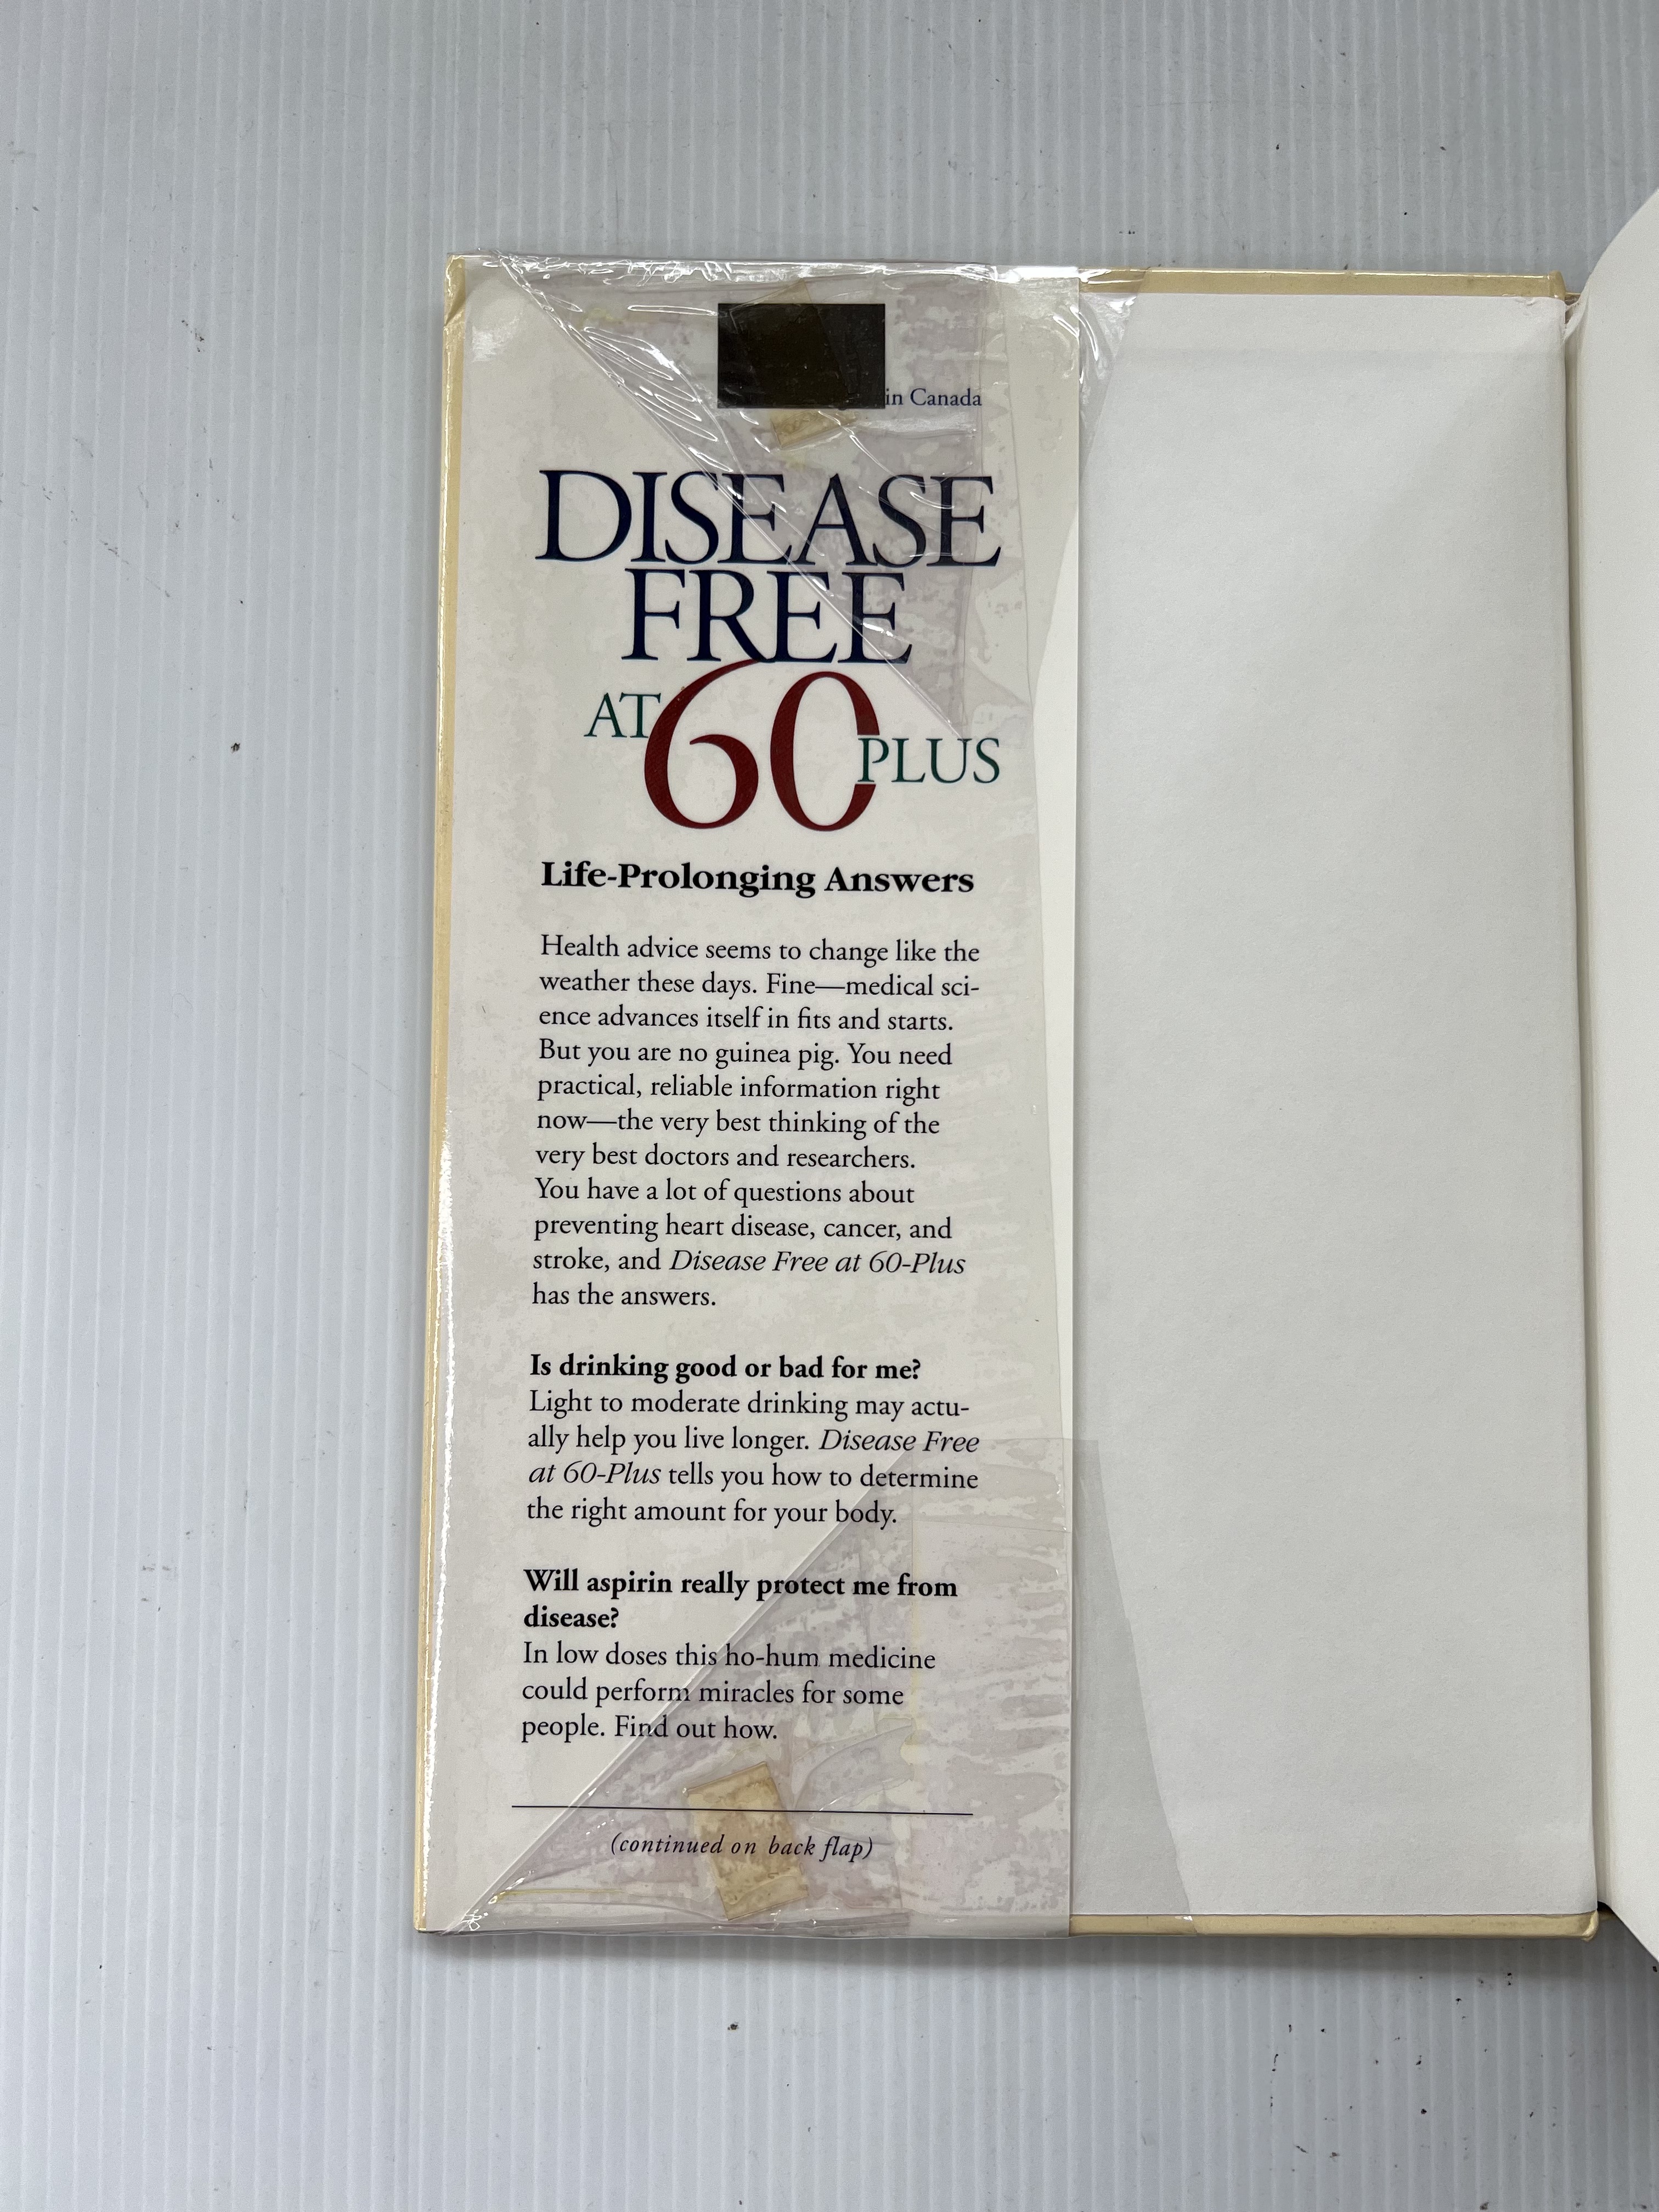 in Canada
DISEASE
FREE
AT 60 PLUS
Life-Prolonging Answers
Health advice seems to change like the
weather these days. Fine—medical sci-
ence advances itself in fits and starts.
But you are no guinea pig. You need
practical, reliable information right
now—the very best thinking of the
very best doctors and researchers.
You have a lot of questions about
preventing heart disease, cancer, and
stroke, and Disease Free at 60-Plus
has the answers.
Is drinking good or bad for me?
Light to moderate drinking may actu-
ally help you live longer. Disease Free
at 60-Plus tells you how to determine
the right amount for your body.
Will aspirin really protect me from
disease?
In low doses this ho-hum medicine
could perform miracles for some
people. Find out how.
(continued on back flap)